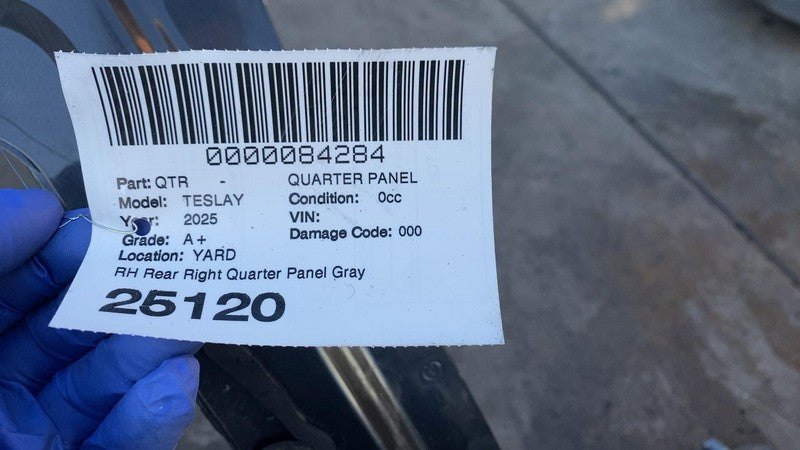 0000084284
Part: QTR - QUARTER PANEL
Model: TESLAY Condition: 0cc
Year: 2025 VIN:
Grade: A+ Damage Code: 000
Location: YARD
RH Rear Right Quarter Panel Gray
25120